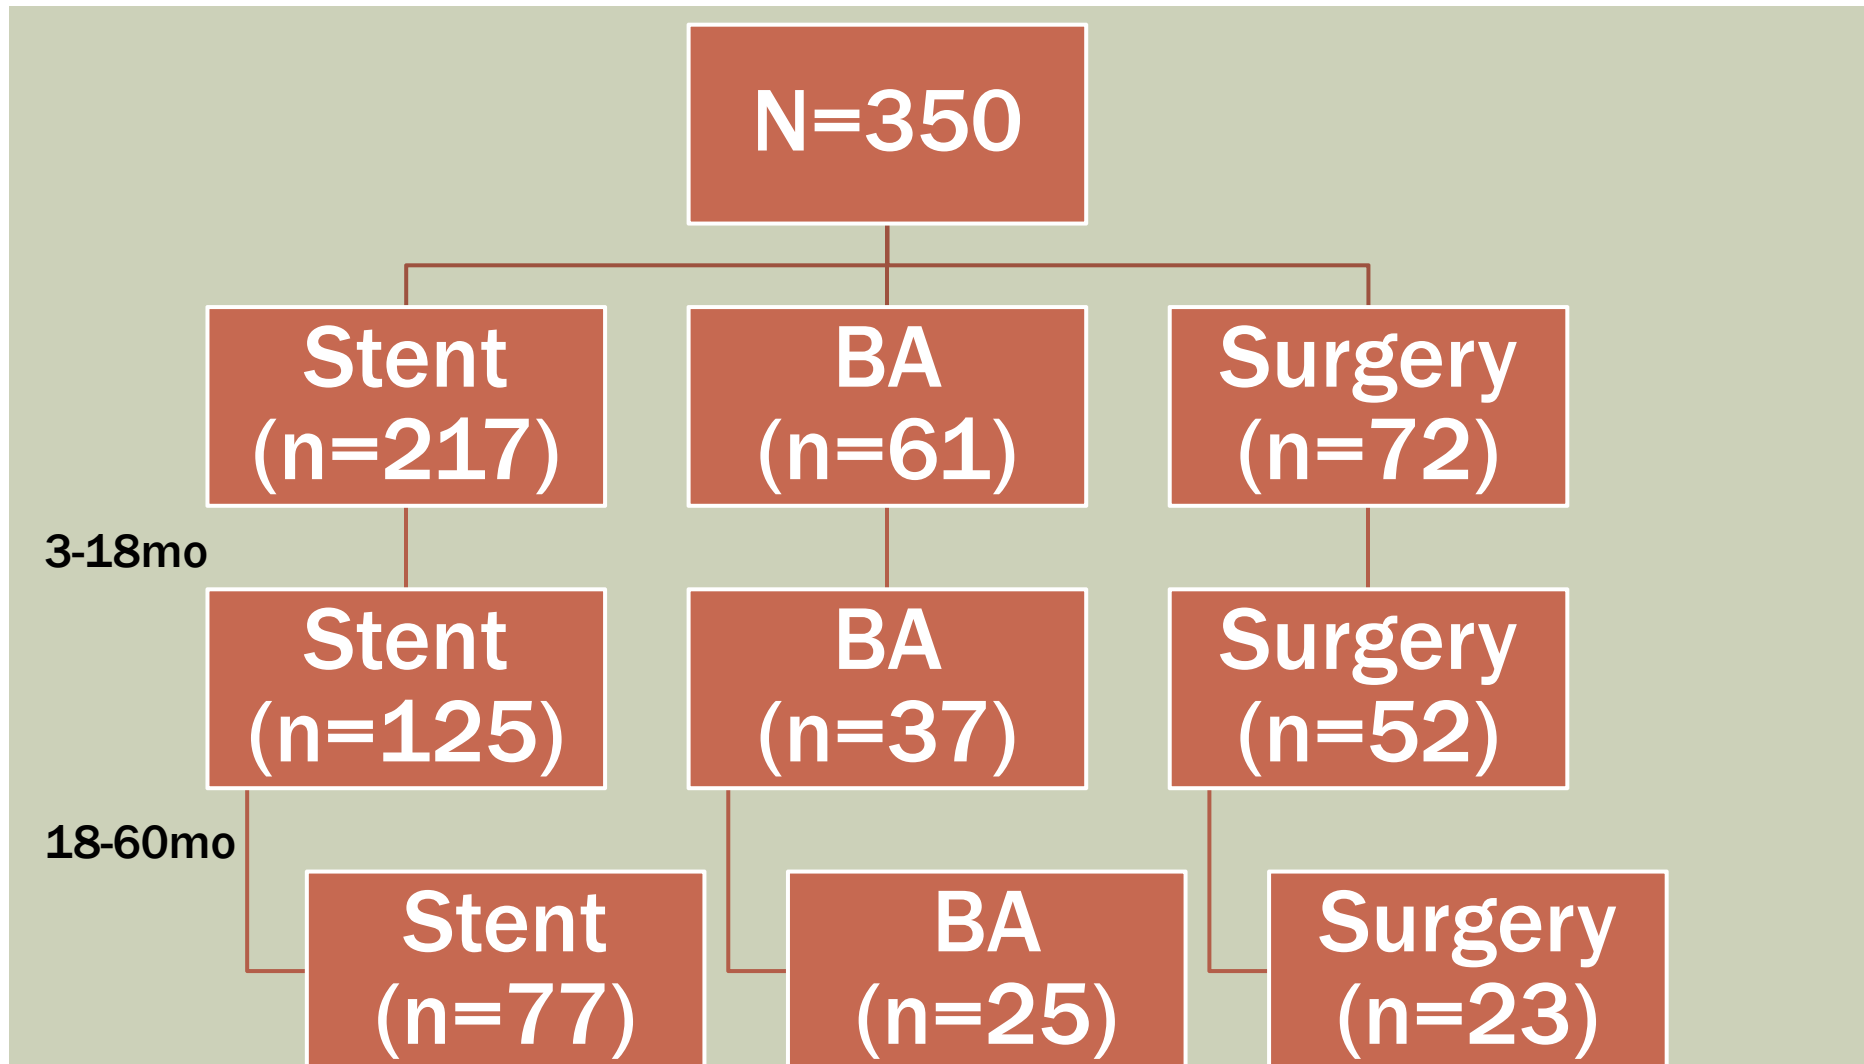 N=350
Stent
(n=217)
BA
(n=61)
Surgery
(n=72)
3-18mo
Stent
(n=125)
BA
(n=37)
Surgery
(n=52)
18-60mo
Stent
(n=77)
BA
(n=25)
Surgery
(n=23)